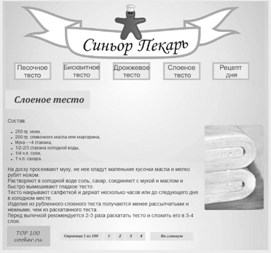 Синьор Пекарь
Песочное тесто
Бисквитное тесто
Дрожжевое тесто
Слоеное тесто
Рецепт дня
Слоеное тесто
Состав:
250 гр. муки,
200 гр. сливочного масла или маргарина,
Мука – 4 стакана,
1/2-2/3 стакана холодной воды,
1/4 ч.л. соли,
1 ч.л. сахара
На доску просеивают муку, на нее кладут маленькие кусочки масла и мелко
рубят ножом.
Растворяют в холодной воде соль, сахар, соединяют с мукой и маслом и
быстро вымешивают гладкое тесто.
Тесто накрывают салфеткой и держат несколько часов или до следующего дня
в холодном месте.
Изделия из рубленного слоеного теста получаются менее рассыпчатыми и
нежными, чем из раскатанного теста.
Перед выпечкой рекомендуется 2-3 раза раскатать тесто и сложить его в 3-4
слоя.
TOP 100
Страница 1 из 100 1 2 3 4 На главную